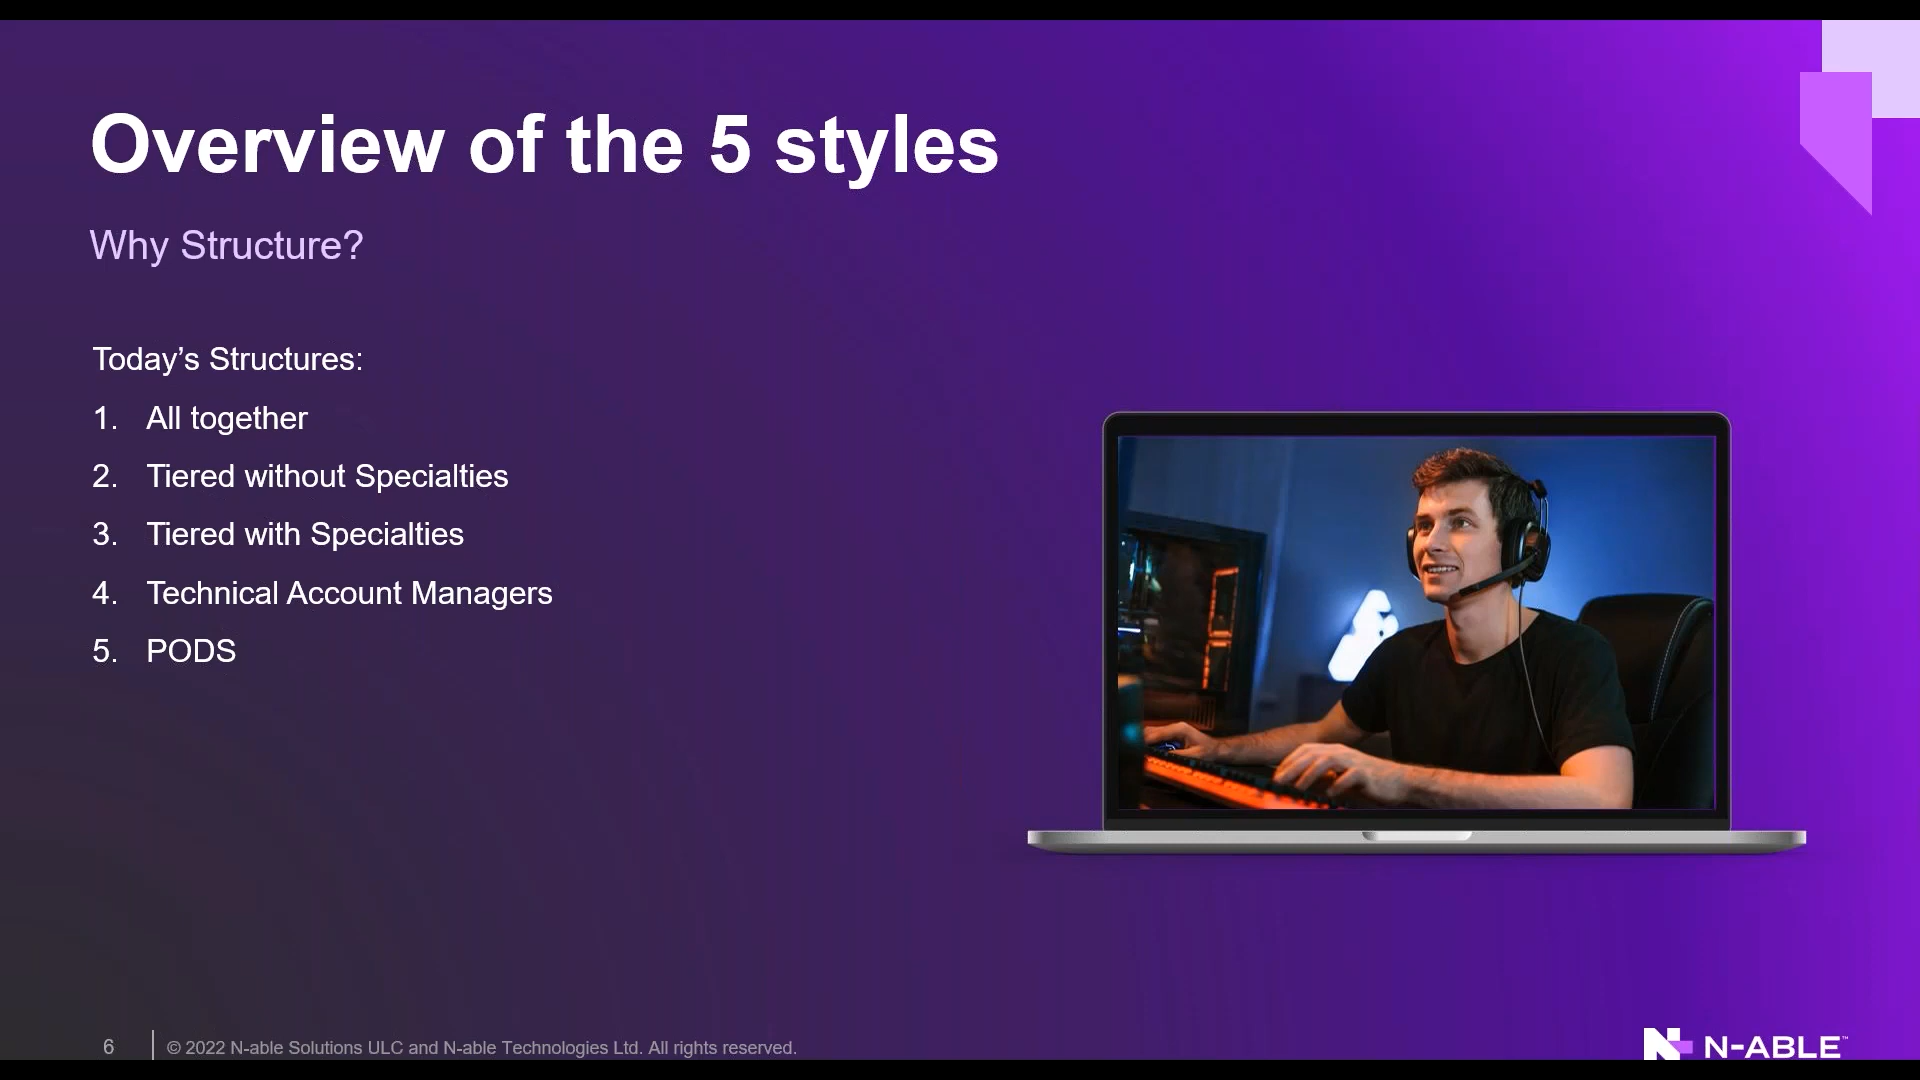 Overview of the 5 styles
Why Structure?
Today’s Structures:
1. All together
2. Tiered without Specialties
3. Tiered with Specialties
4. Technical Account Managers
5. PODS
6
© 2022 N-able Solutions ULC and N-able Technologies Ltd. All rights reserved.
N-ABLE™